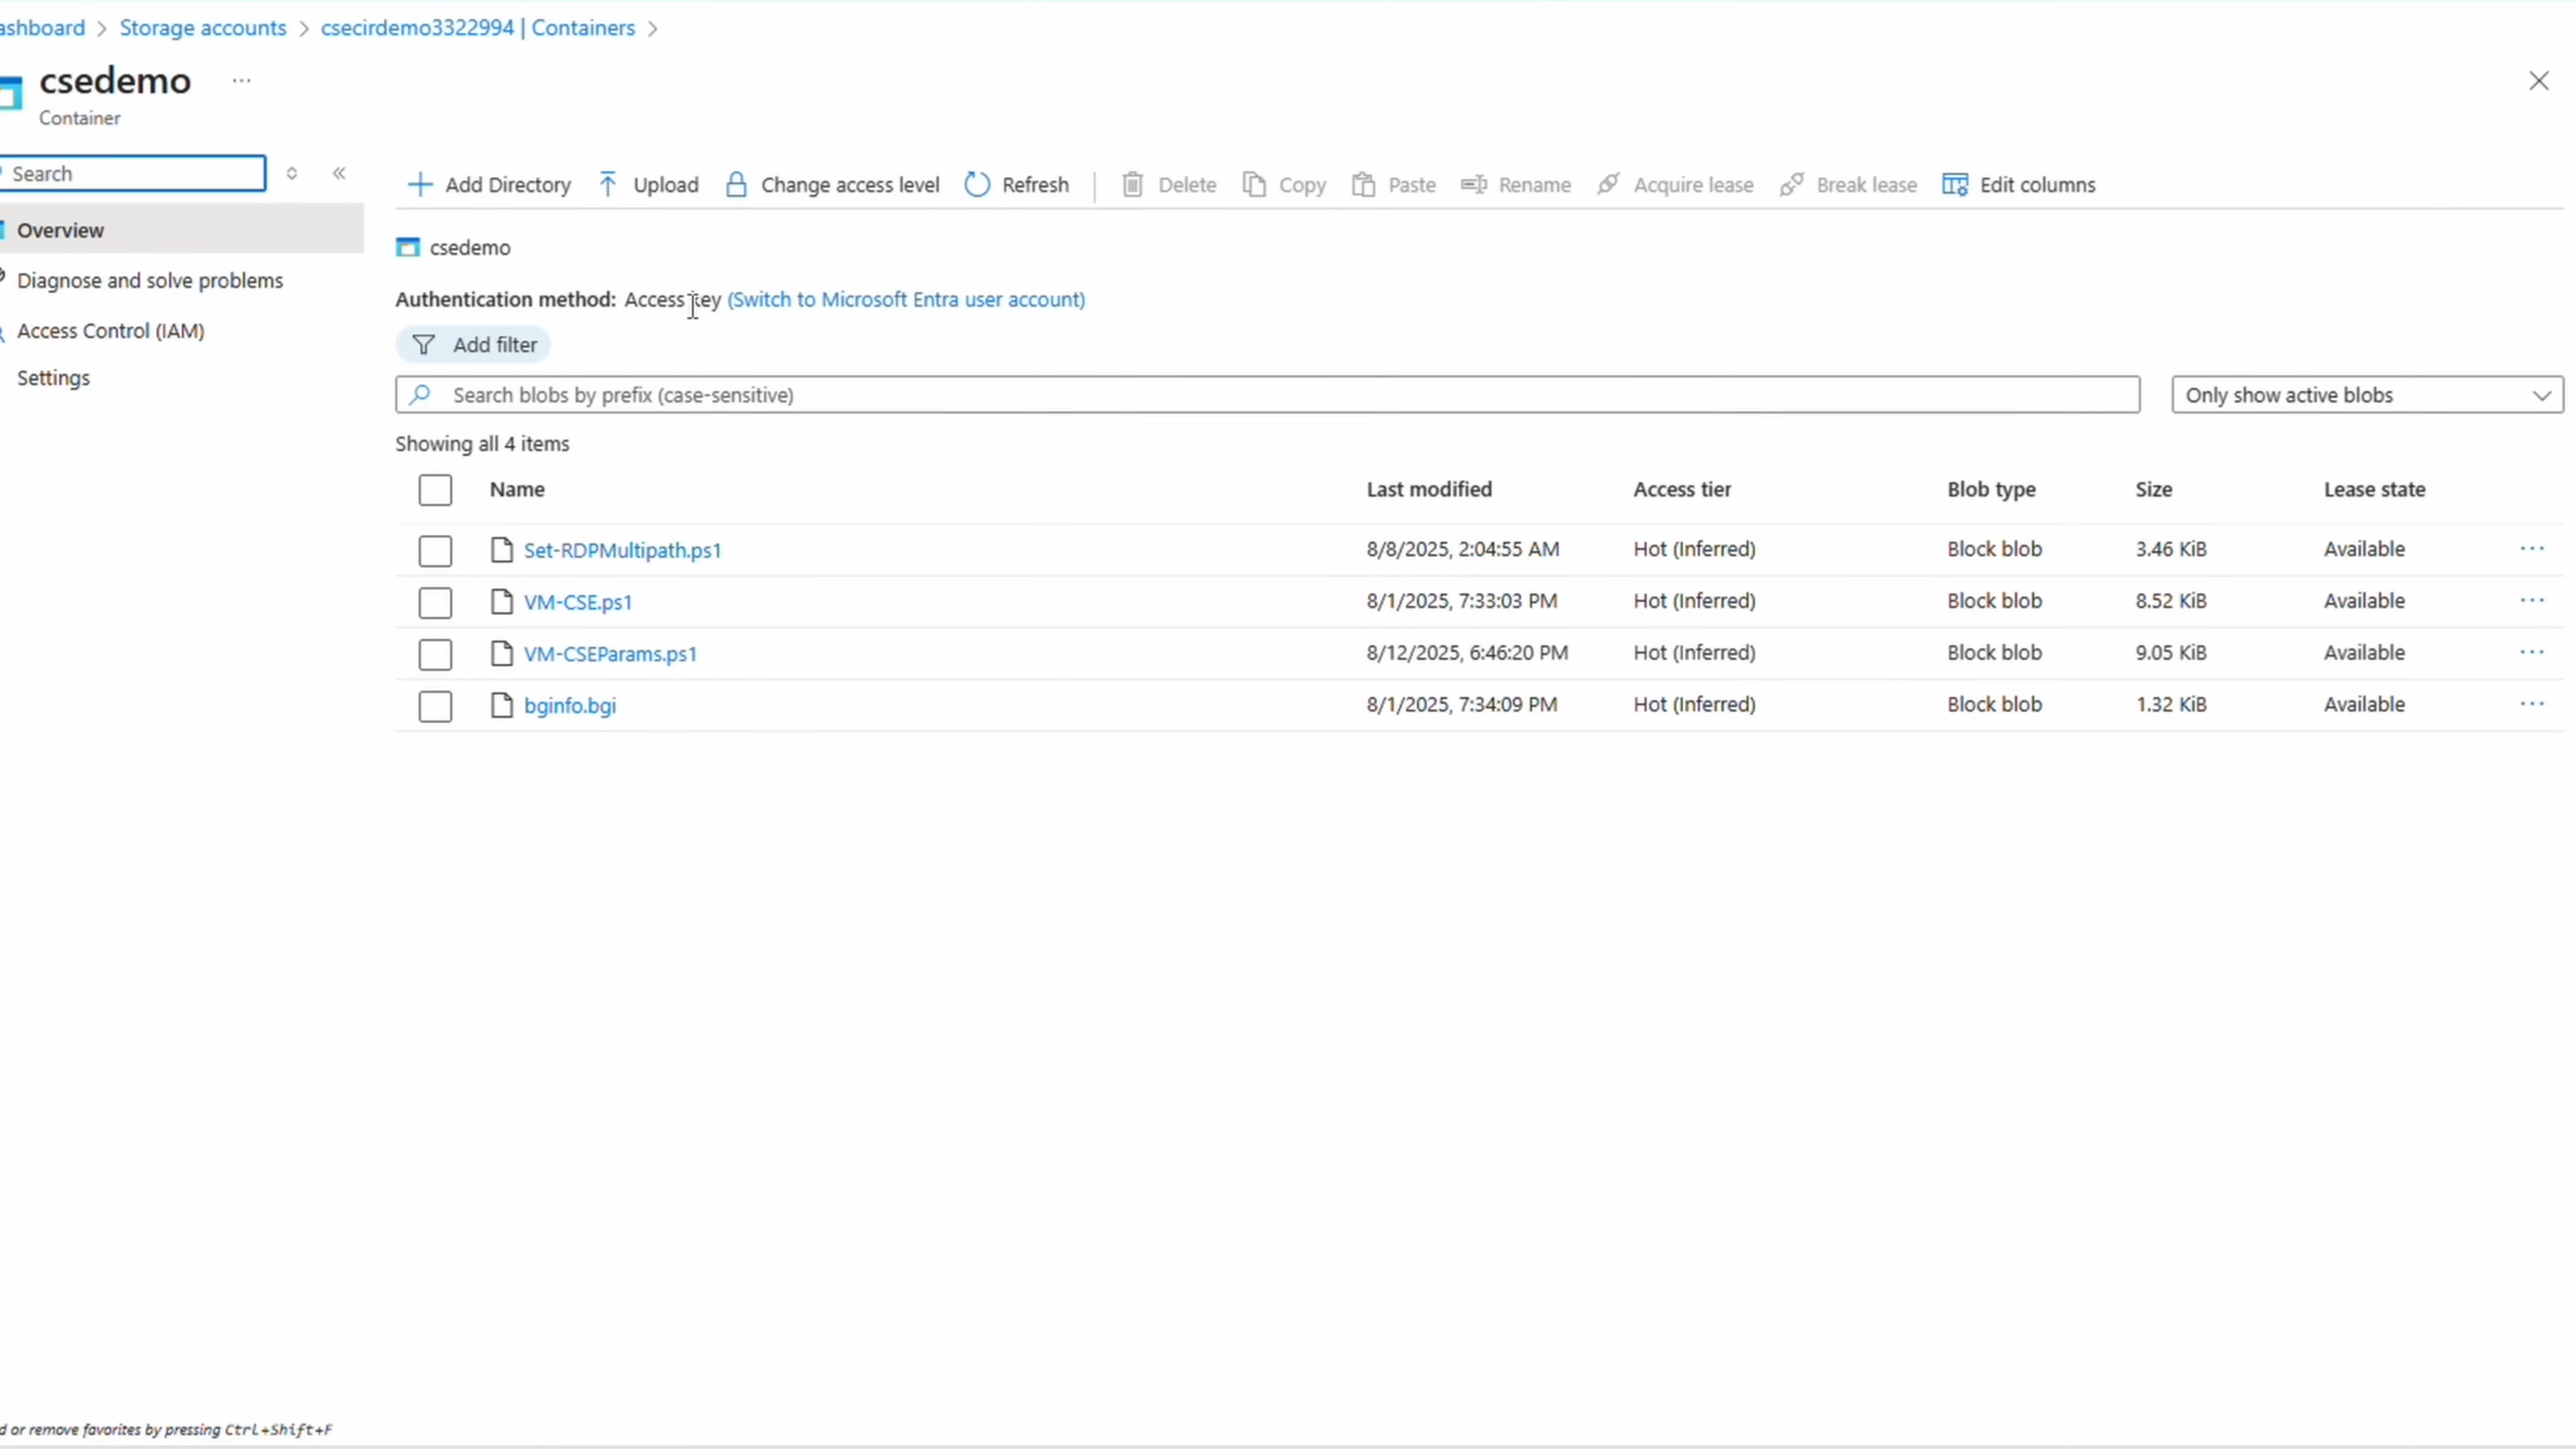 ashboard > Storage accounts > csecirdemo3322994 | Containers >
csedemo ...
Container
Search
Overview
Diagnose and solve problems
Access Control (IAM)
Settings
Add Directory Upload Change access level Refresh Delete Copy Paste Rename Acquire lease Break lease Edit columns
csedemo
Authentication method: Access key (Switch to Microsoft Entra user account)
Add filter
Search blobs by prefix (case-sensitive) Only show active blobs
Showing all 4 items
Name Last modified Access tier Blob type Size Lease state
Set-RDPMultipath.ps1 8/8/2025, 2:04:55 AM Hot (Inferred) Block blob 3.46 KiB Available ...
VM-CSE.ps1 8/1/2025, 7:33:03 PM Hot (Inferred) Block blob 8.52 KiB Available ...
VM-CSEParams.ps1 8/12/2025, 6:46:20 PM Hot (Inferred) Block blob 9.05 KiB Available ...
bginfo.bgi 8/1/2025, 7:34:09 PM Hot (Inferred) Block blob 1.32 KiB Available ...
d or remove favorites by pressing Ctrl+Shift+F